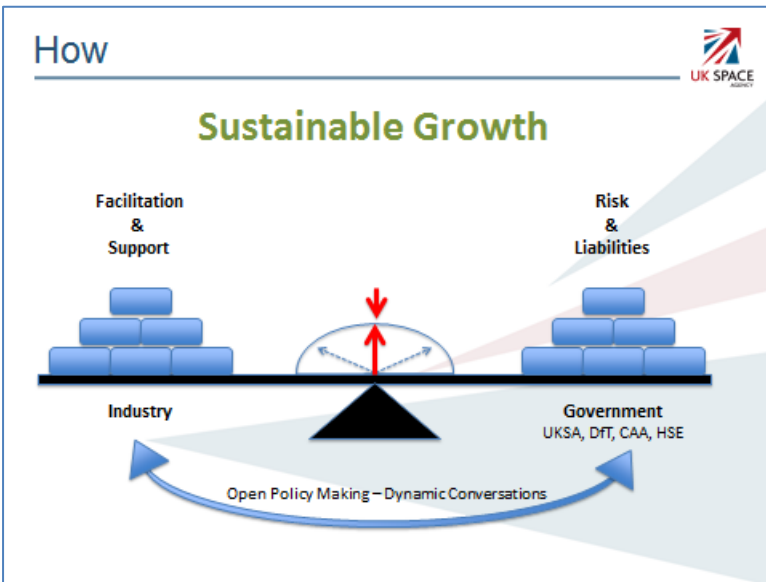 How
UK SPACE
AGENCY
Sustainable Growth
Facilitation
&
Support
Risk
&
Liabilities
Industry
Government
UKSA, DfT, CAA, HSE
Open Policy Making – Dynamic Conversations